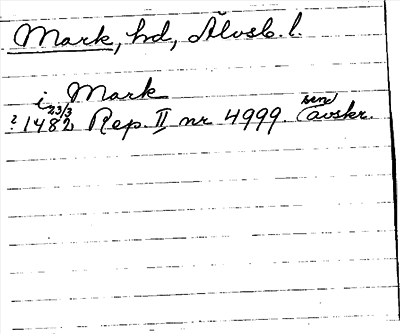 Mark, hd, Älvsb. l.
i Mark
? 1482 23/3 Rep. II nr 4999. sen avskr.